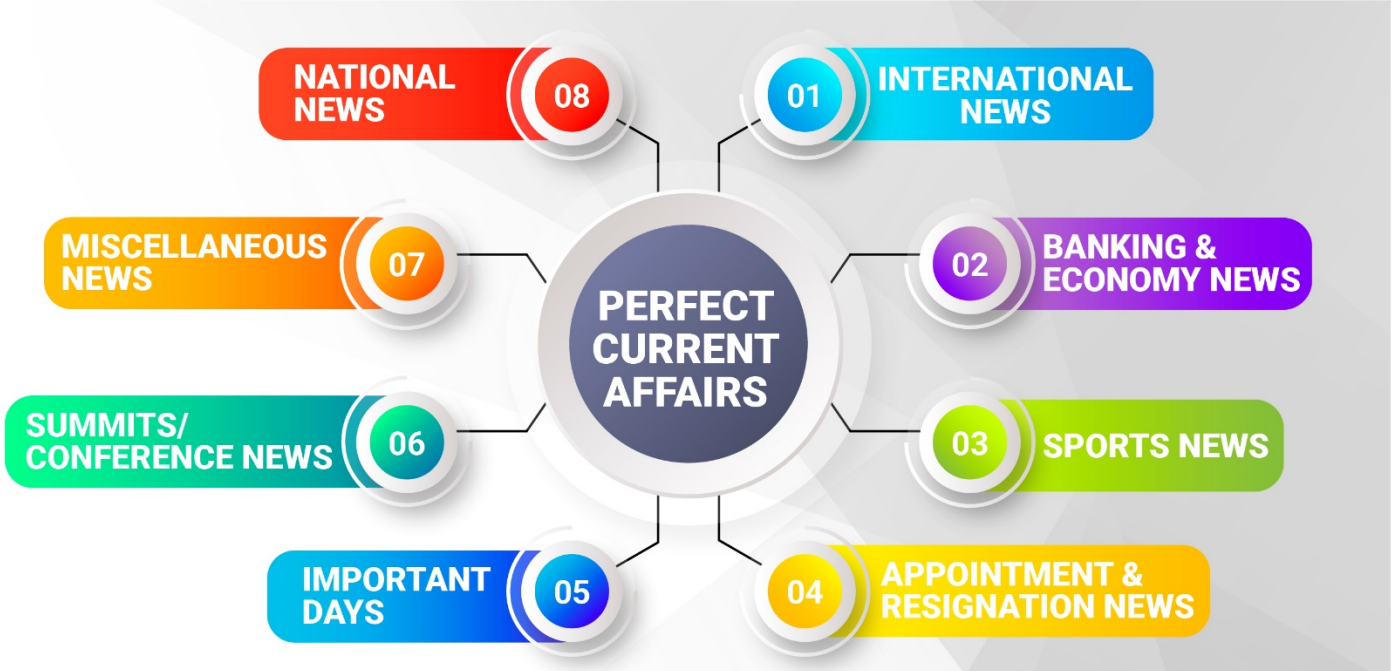 PERFECT
CURRENT
AFFAIRS
01
INTERNATIONAL
NEWS
02
BANKING &
ECONOMY NEWS
03
SPORTS NEWS
04
APPOINTMENT &
RESIGNATION NEWS
05
IMPORTANT
DAYS
06
SUMMITS/
CONFERENCE NEWS
07
MISCELLANEOUS
NEWS
08
NATIONAL
NEWS